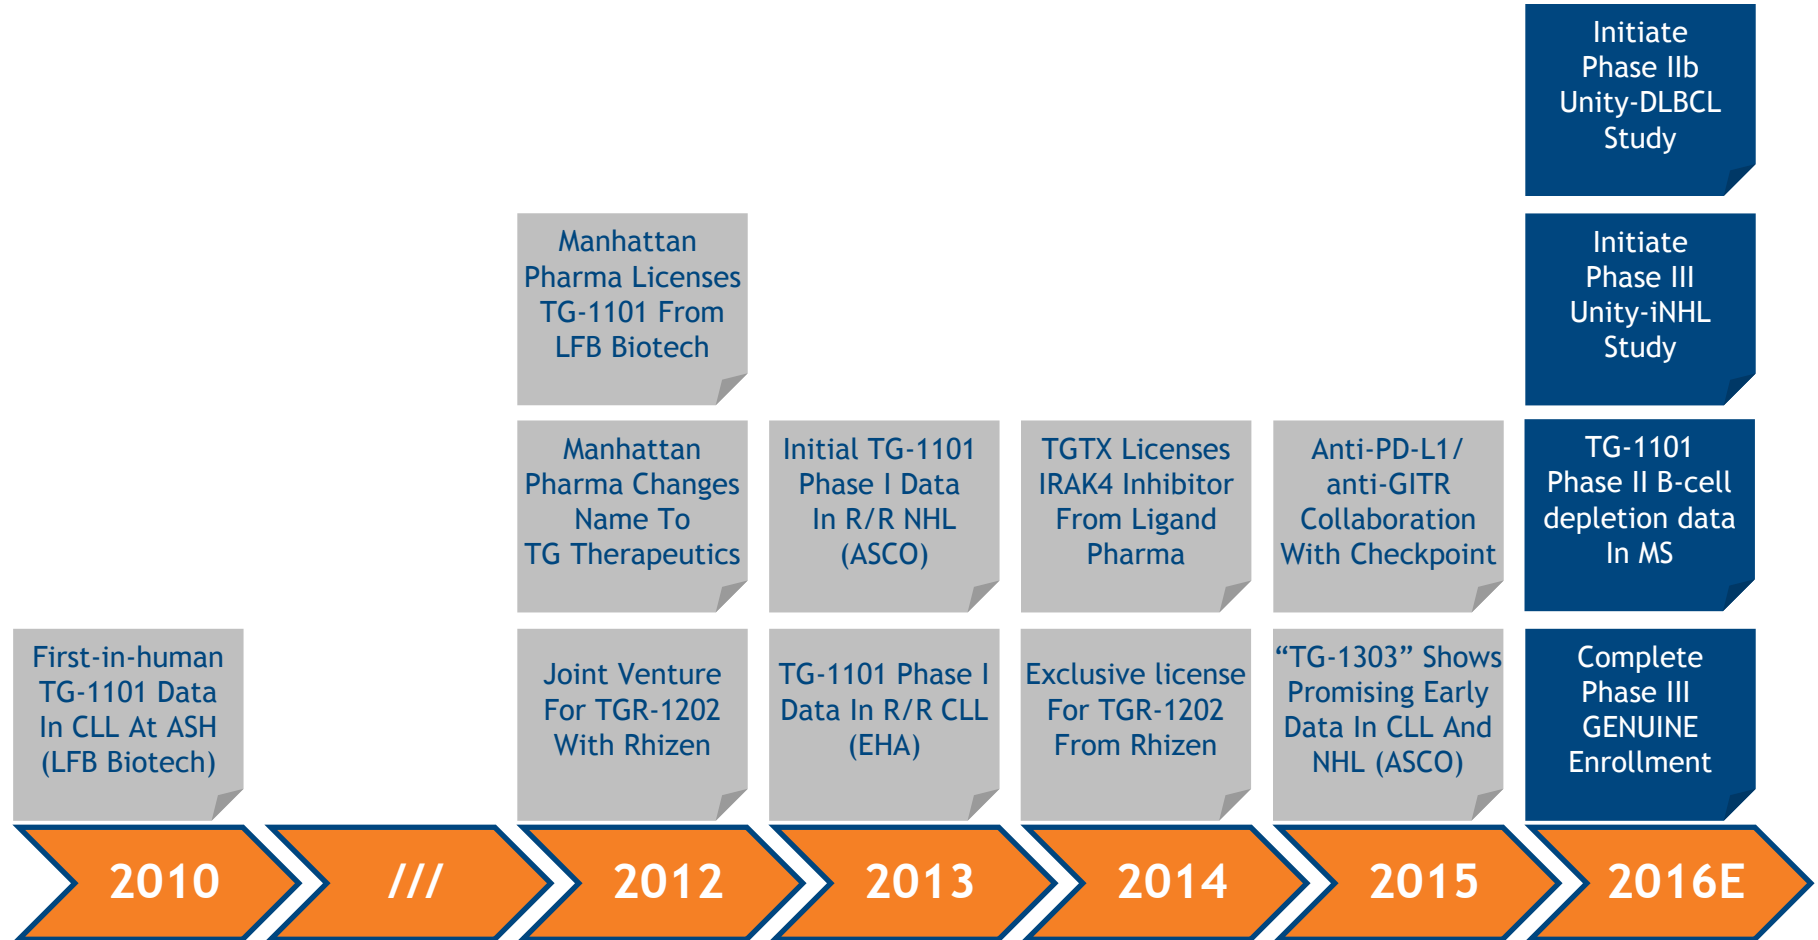 Initiate
Phase IIb
Unity-DLBCL
Study
Manhattan
Pharma Licenses
TG-1101 From
LFB Biotech
Initiate
Phase III
Unity-iNHL
Study
Manhattan
Pharma Changes
Name To
TG Therapeutics
Initial TG-1101
Phase I Data
In R/R NHL
(ASCO)
TGTX Licenses
IRAK4 Inhibitor
From Ligand
Pharma
Anti-PD-L1/
anti-GITR
Collaboration
With Checkpoint
TG-1101
Phase II B-cell
depletion data
In MS
First-in-human
TG-1101 Data
In CLL At ASH
(LFB Biotech)
Joint Venture
For TGR-1202
With Rhizen
TG-1101 Phase I
Data In R/R CLL
(EHA)
Exclusive license
For TGR-1202
From Rhizen
“TG-1303” Shows
Promising Early
Data In CLL And
NHL (ASCO)
Complete
Phase III
GENUINE
Enrollment
2010
///
2012
2013
2014
2015
2016E